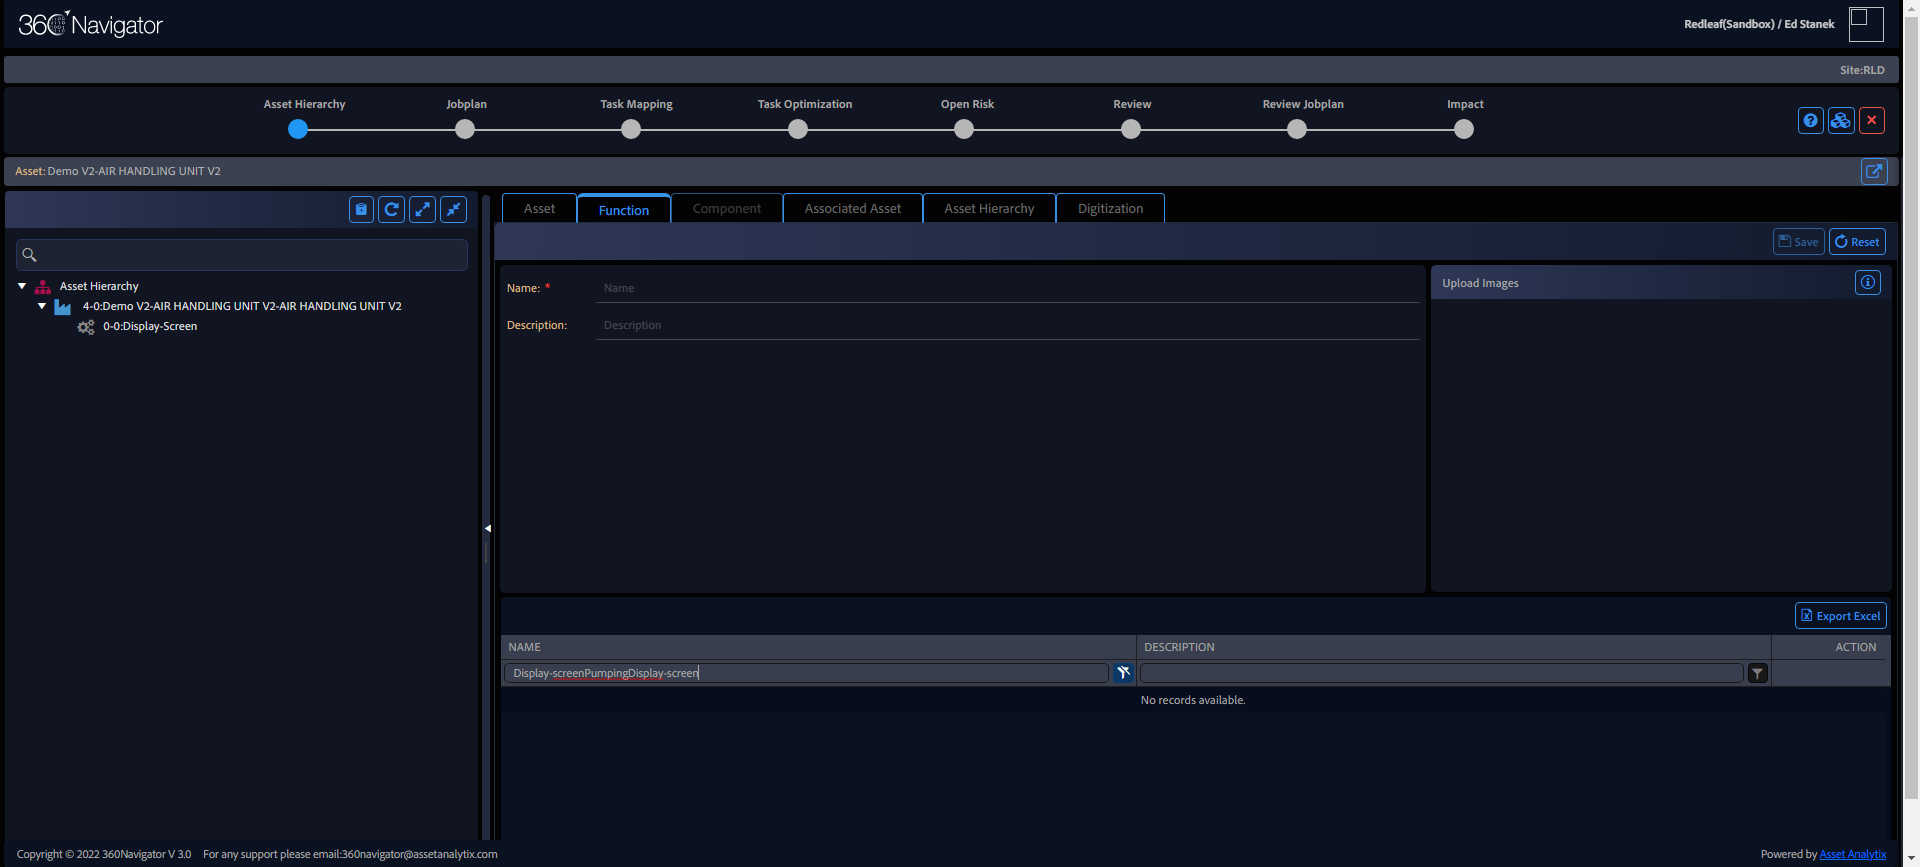 360 Navigator
Redleaf(Sandbox) / Ed Stanek
Site:RLD
Asset Hierarchy
Jobplan
Task Mapping
Task Optimization
Open Risk
Review
Review Jobplan
Impact
Asset: Demo V2-AIR HANDLING UNIT V2
Asset
Function
Component
Associated Asset
Asset Hierarchy
Digitization
Save
Reset
Asset Hierarchy
4-0:Demo V2-AIR HANDLING UNIT V2-AIR HANDLING UNIT V2
0-0:Display-Screen
Name: * Name
Description: Description
Upload Images
Export Excel
NAME
DESCRIPTION
ACTION
Display-screenPumpingDisplay-screen
No records available.
Copyright © 2022 360Navigator V 3.0 For any support please email:360navigator@assetanalytix.com
Powered by Asset Analytix